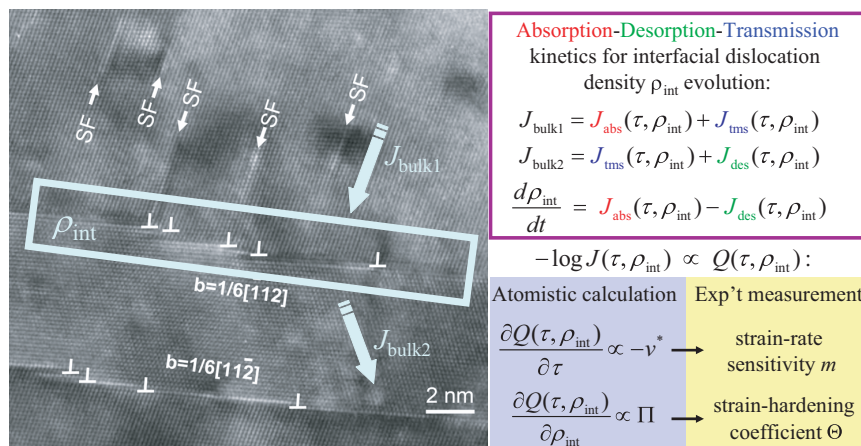 SF
SF
SF
SF
SF
J_bulk1
ρ_int
⊥ ⊥ ⊥ ⊥ ⊥
b=1/6[112]
J_bulk2
b=1/6[112̄]
⊥ ⊥ ⊥ ⊥
2 nm
Absorption-Desorption-Transmission
kinetics for interfacial dislocation
density ρ_int evolution:
J_bulk1 = J_abs(τ, ρ_int) + J_tms(τ, ρ_int)
J_bulk2 = J_tms(τ, ρ_int) + J_des(τ, ρ_int)
dρ_int/dt = J_abs(τ, ρ_int) − J_des(τ, ρ_int)
−log J(τ, ρ_int) ∝ Q(τ, ρ_int) :
Atomistic calculation
Exp't measurement
∂Q(τ, ρ_int)/∂τ ∝ −v* →
strain-rate
sensitivity m
∂Q(τ, ρ_int)/∂ρ_int ∝ Π →
strain-hardening
coefficient Θ